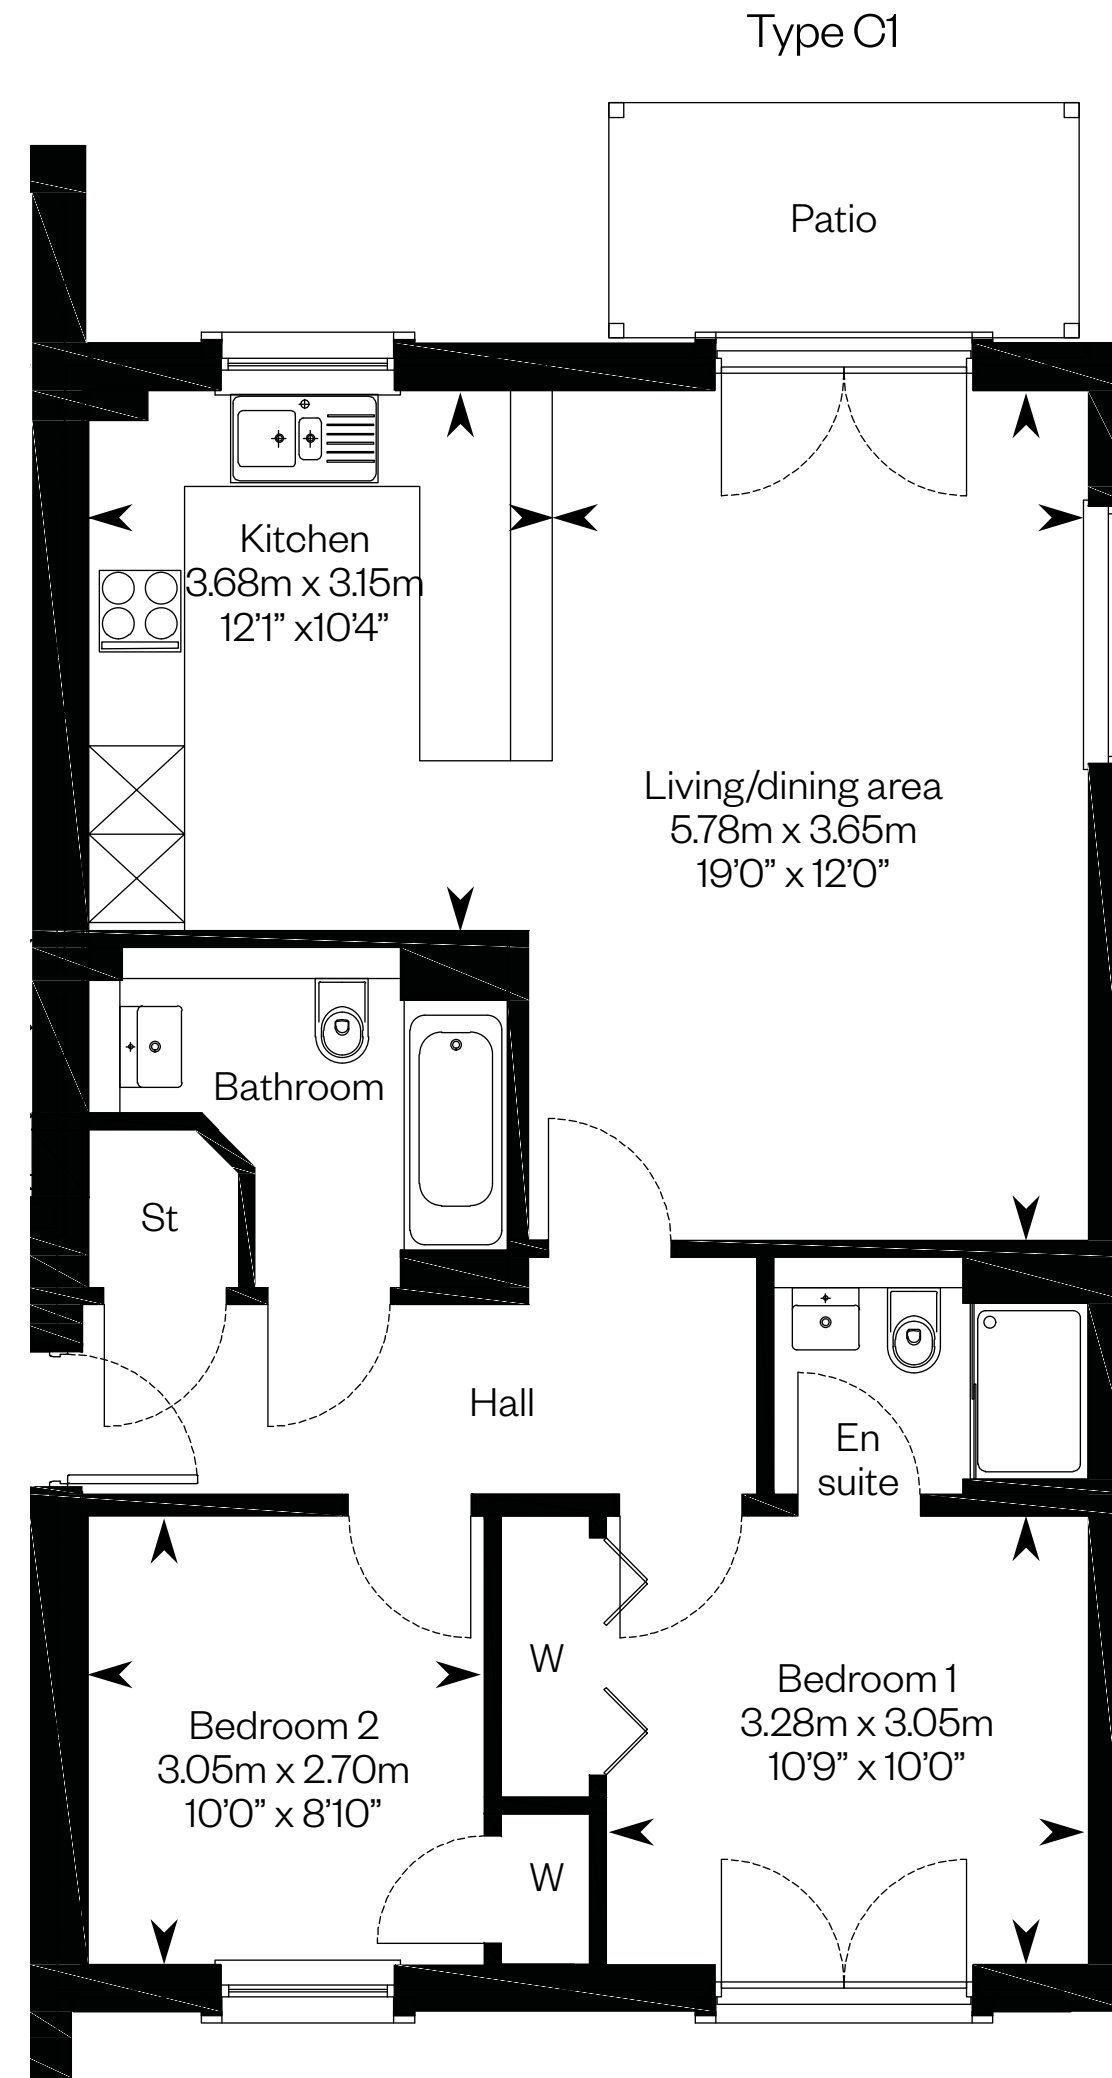 Type C1
Patio
Kitchen
3.68m x 3.15m
12’1” x10’4”
Living/dining area
5.78m x 3.65m
19’0” x 12’0”
Bathroom
St
Hall
En
suite
W
Bedroom 1
3.28m x 3.05m
10’9” x 10’0”
Bedroom 2
3.05m x 2.70m
10’0” x 8’10”
W